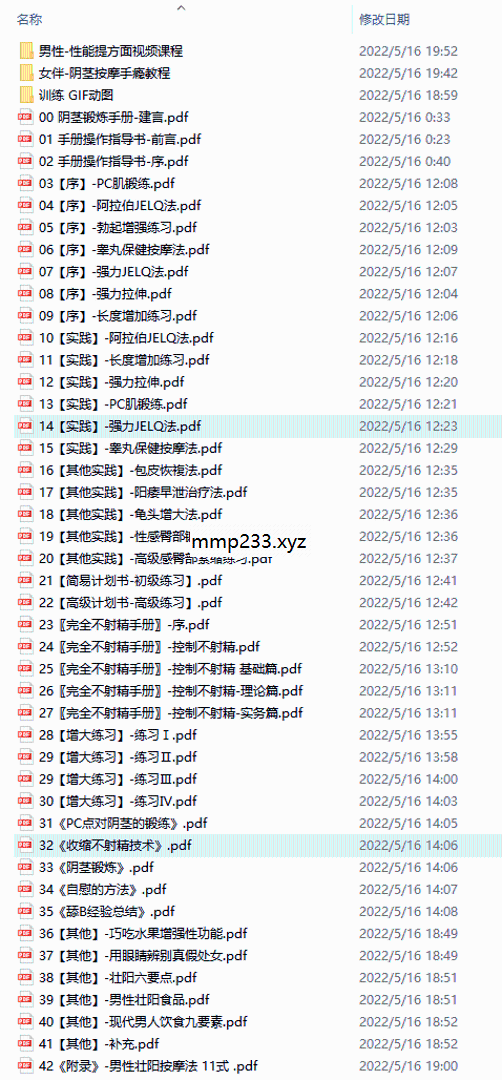 名称 修改日期
男性-性能提方面视频课程 2022/5/16 19:52
女伴-阴茎按摩手瘾教程 2022/5/16 19:42
训练 GIF动图 2022/5/16 18:59
00 阴茎锻炼手册-建言.pdf 2022/5/16 0:33
01 手册操作指导书-前言.pdf 2022/5/16 0:23
02 手册操作指导书-序.pdf 2022/5/16 0:40
03【序】-PC肌锻练.pdf 2022/5/16 12:08
04【序】-阿拉伯JELQ法.pdf 2022/5/16 12:05
05【序】-勃起增强练习.pdf 2022/5/16 12:03
06【序】-睾丸保健按摩法.pdf 2022/5/16 12:09
07【序】-强力JELQ法.pdf 2022/5/16 12:07
08【序】-强力拉伸.pdf 2022/5/16 12:04
09【序】-长度增加练习.pdf 2022/5/16 12:06
10【实践】-阿拉伯JELQ法.pdf 2022/5/16 12:16
11【实践】-长度增加练习.pdf 2022/5/16 12:18
12【实践】-强力拉伸.pdf 2022/5/16 12:20
13【实践】-PC肌锻练.pdf 2022/5/16 12:21
14【实践】-强力JELQ法.pdf 2022/5/16 12:23
15【实践】-睾丸保健按摩法.pdf 2022/5/16 12:29
16【其他实践】-包皮恢複法.pdf 2022/5/16 12:35
17【其他实践】-阳痿早泄治疗法.pdf 2022/5/16 12:35
18【其他实践】-龟头增大法.pdf 2022/5/16 12:36
19【其他实践】-性感臀部 2022/5/16 12:36
mmp233.xyz
20【其他实践】-高级感臀部紧缩练习.pdf 2022/5/16 12:37
21【简易计划书-初级练习】.pdf 2022/5/16 12:41
22【高级计划书-高级练习】.pdf 2022/5/16 12:42
23〖完全不射精手册〗-序.pdf 2022/5/16 12:51
24〖完全不射精手册〗-控制不射精.pdf 2022/5/16 12:52
25〖完全不射精手册〗-控制不射精 基础篇.pdf 2022/5/16 13:10
26〖完全不射精手册〗-控制不射精-理论篇.pdf 2022/5/16 13:11
27〖完全不射精手册〗-控制不射精-实务篇.pdf 2022/5/16 13:11
28【增大练习】-练习Ⅰ.pdf 2022/5/16 13:55
29【增大练习】-练习Ⅱ.pdf 2022/5/16 13:58
29【增大练习】-练习Ⅲ.pdf 2022/5/16 14:00
30【增大练习】-练习Ⅳ.pdf 2022/5/16 14:03
31《PC点对阴茎的锻练》.pdf 2022/5/16 14:05
32《收缩不射精技术》.pdf 2022/5/16 14:06
33《阴茎锻炼》.pdf 2022/5/16 14:06
34《自慰的方法》.pdf 2022/5/16 14:07
35《舔B经验总结》.pdf 2022/5/16 14:08
36【其他】-巧吃水果增强性功能.pdf 2022/5/16 18:49
37【其他】-用眼睛辨别真假处女.pdf 2022/5/16 18:49
38【其他】-壮阳六要点.pdf 2022/5/16 18:51
39【其他】-男性壮阳食品.pdf 2022/5/16 18:51
40【其他】-现代男人饮食九要素.pdf 2022/5/16 18:52
41【其他】-补充.pdf 2022/5/16 18:52
42《附录》-男性壮阳按摩法 11式 .pdf 2022/5/16 19:00